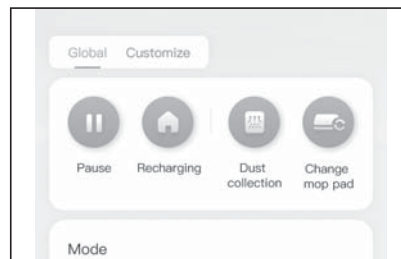 Global Customize
Pause Recharging Dust collection Change mop pad
Mode